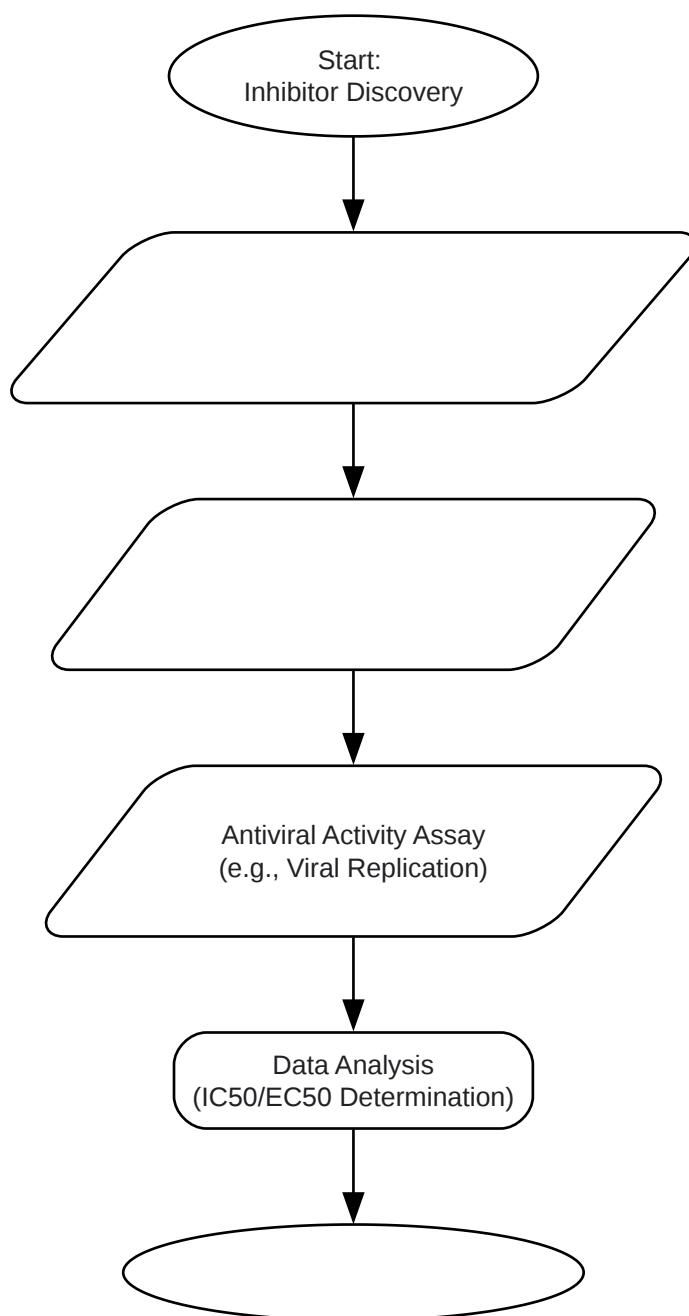 Start:
Inhibitor Discovery
Antiviral Activity Assay
(e.g., Viral Replication)
Data Analysis
(IC50/EC50 Determination)